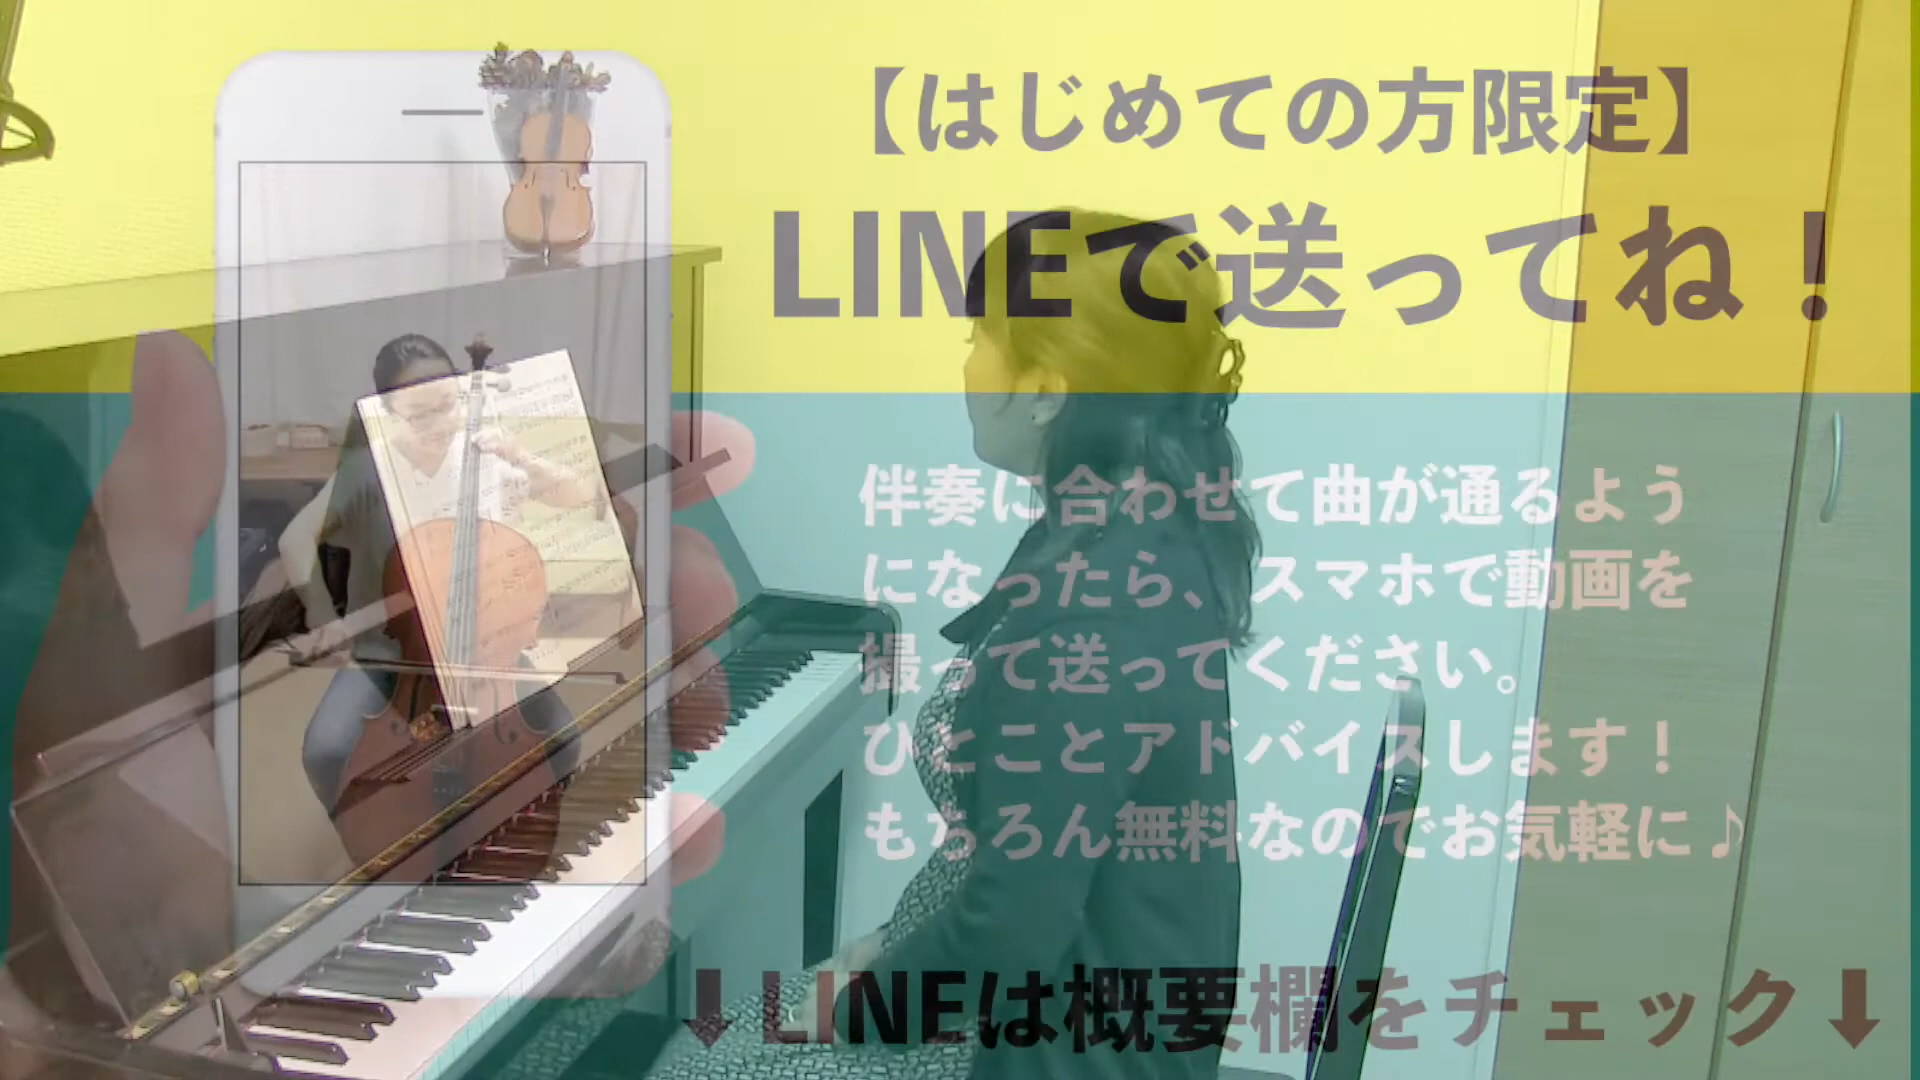 【はじめての方限定】
LINEで送ってね！
伴奏に合わせて曲が通るよう
になったら、スマホで動画を
撮って送ってください。
ひとことアドバイスします！
もちろん無料なのでお気軽に♪
⬇LINEは概要欄をチェック⬇